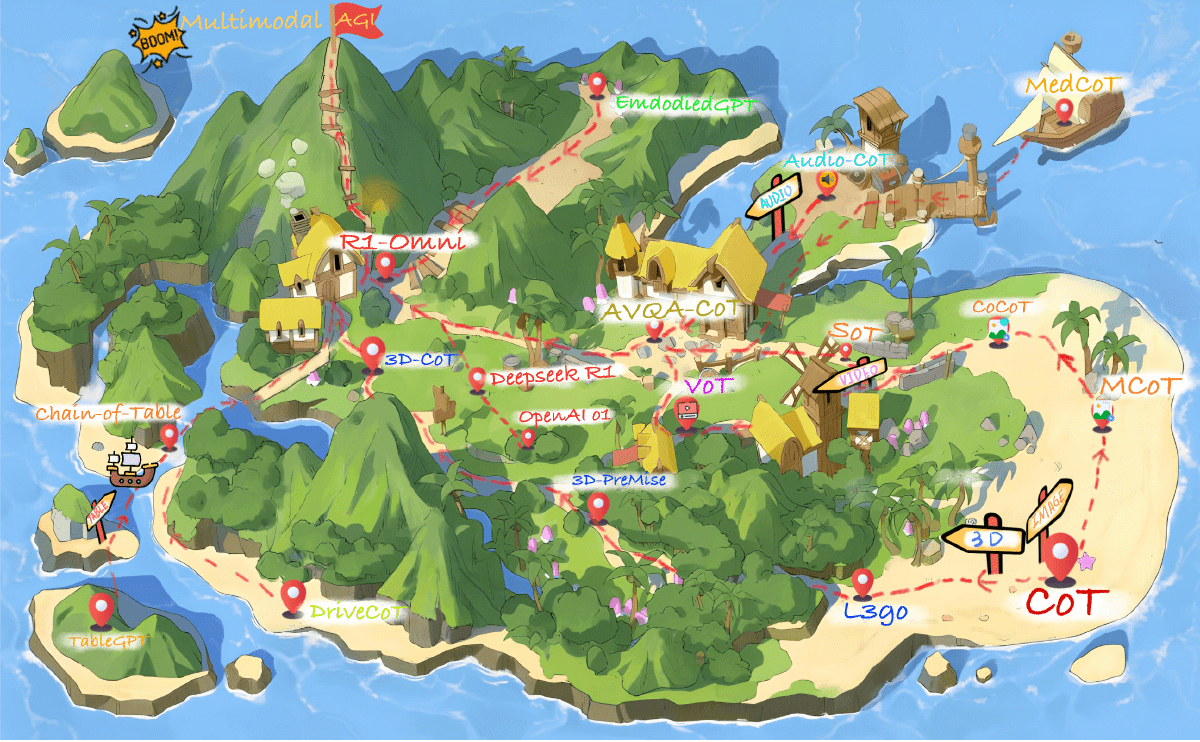 BOOM!
Multimodal AGI
MedCoT
EmdodiedGPT
Audio-CoT
AUDIO
R1-Omni
AVQA-CoT
CoCoT
SoT
3D-CoT
VIDEO
Deepseek R1
VoT
MCoT
Chain-of-Table
OpenAI o1
3D-PreMise
TABLE
IMAGE
3D
CoT
L3go
DriveCoT
TableGPT